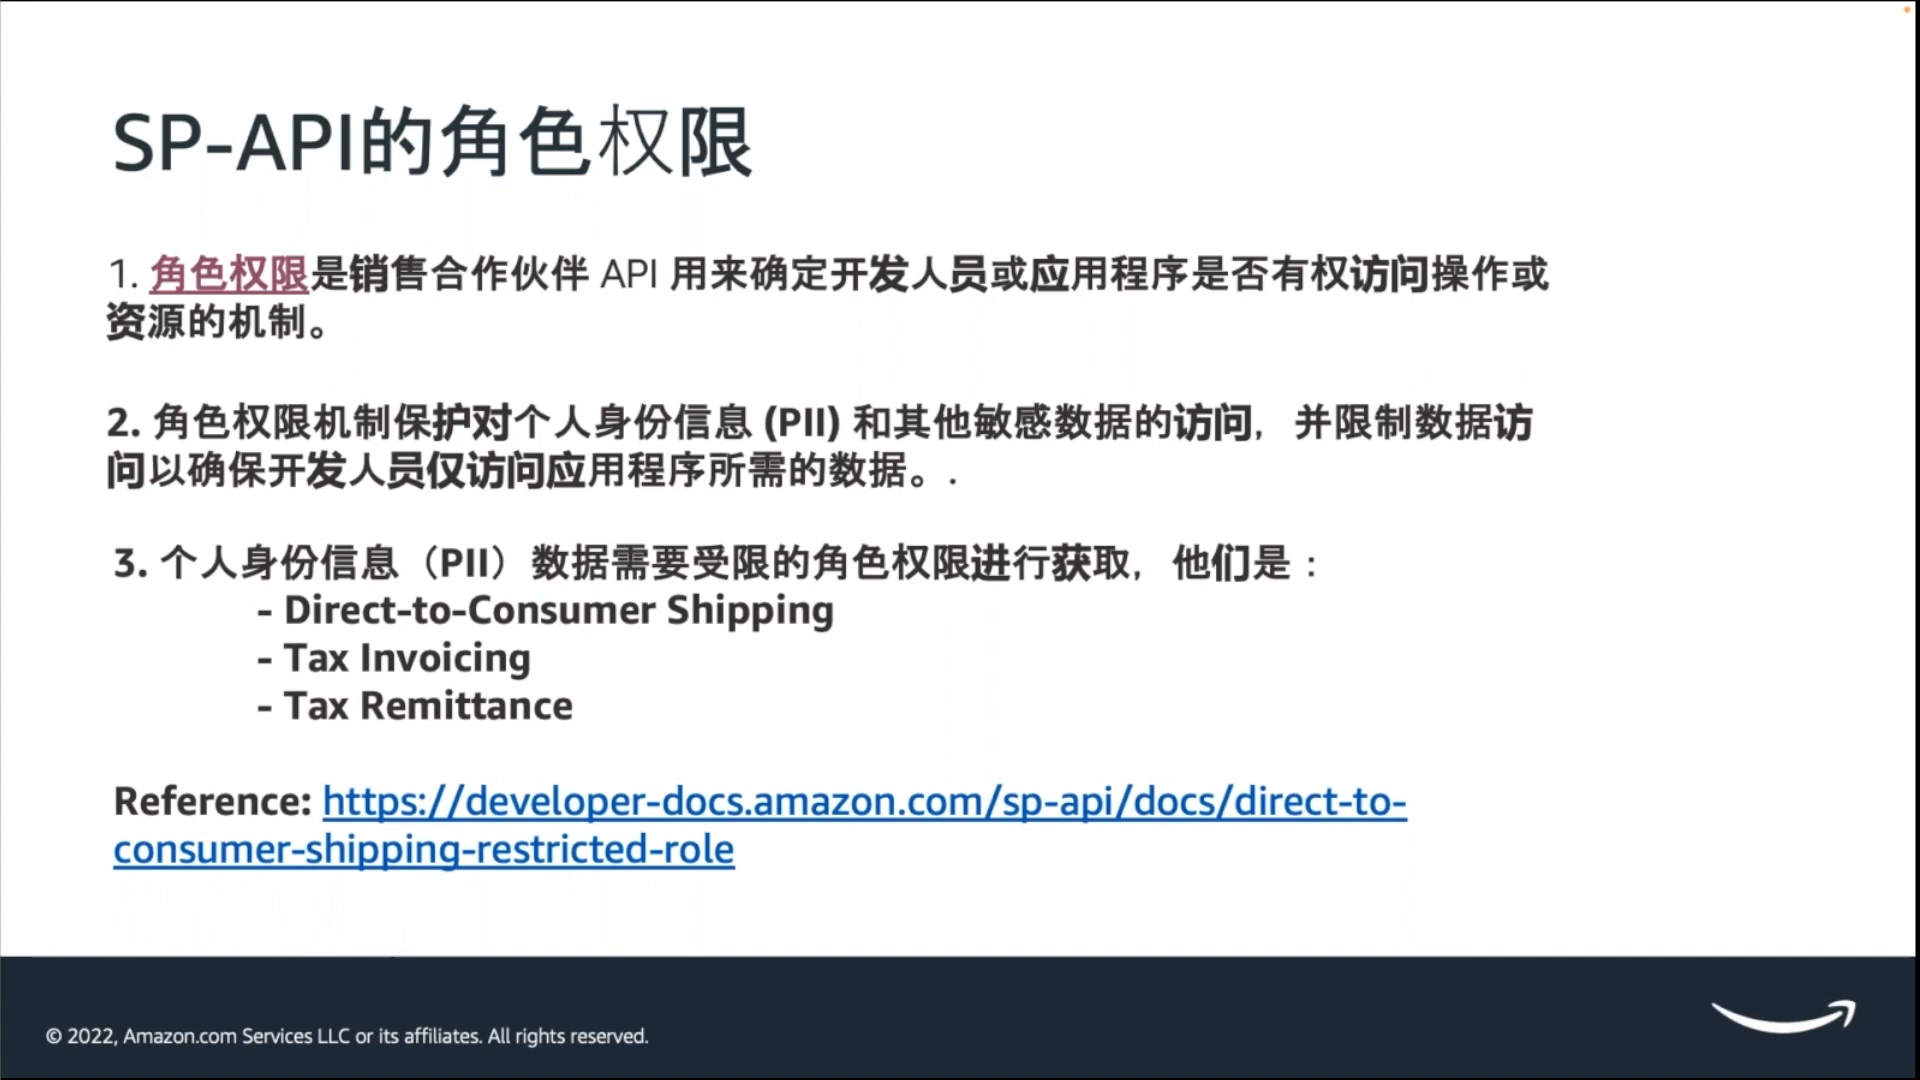 SP-API的角色权限
1. 角色权限是销售合作伙伴 API 用来确定开发人员或应用程序是否有权访问操作或
资源的机制。
2. 角色权限机制保护对个人身份信息 (PII) 和其他敏感数据的访问，并限制数据访
问以确保开发人员仅访问应用程序所需的数据。.
3. 个人身份信息（PII）数据需要受限的角色权限进行获取，他们是：
- Direct-to-Consumer Shipping
- Tax Invoicing
- Tax Remittance
Reference: https://developer-docs.amazon.com/sp-api/docs/direct-to-
consumer-shipping-restricted-role
© 2022, Amazon.com Services LLC or its affiliates. All rights reserved.